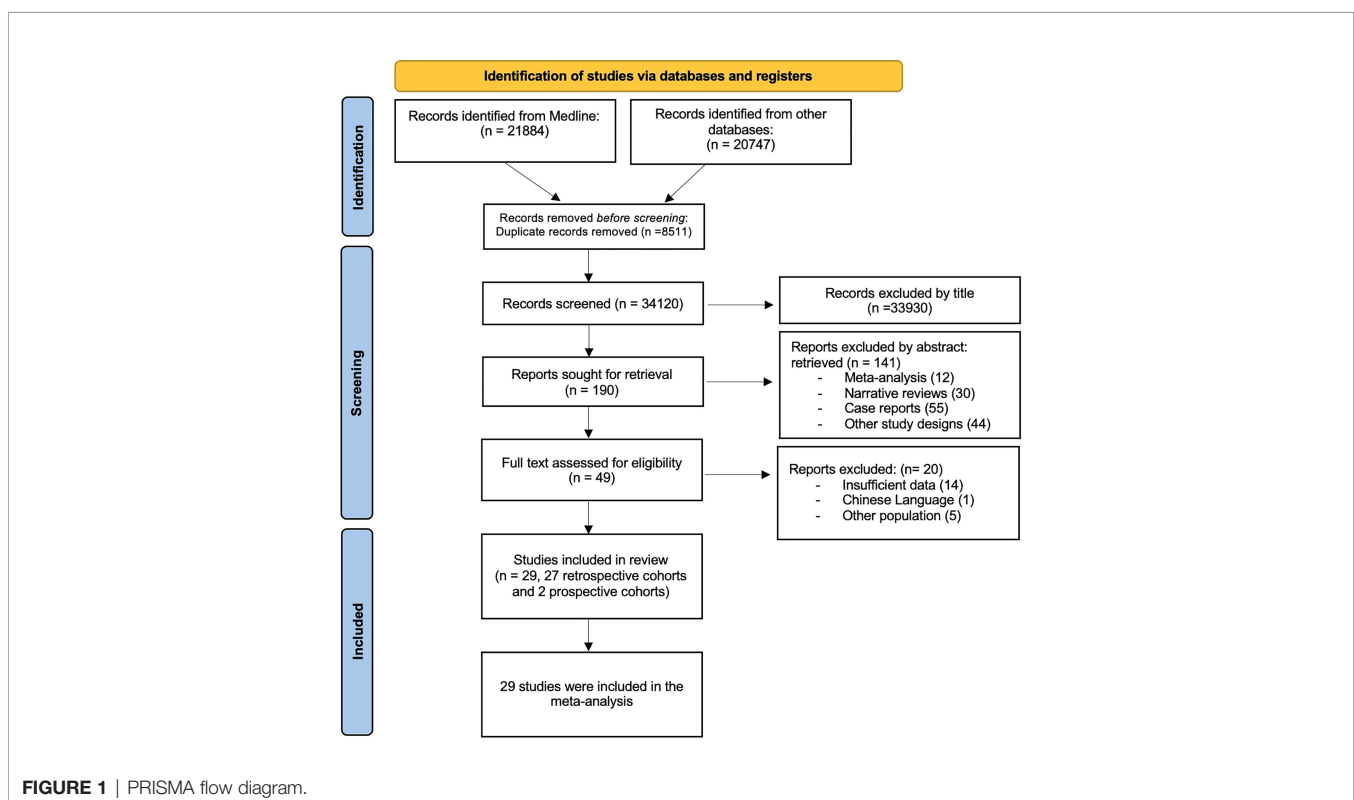 Identification of studies via databases and registers
Identification
Records identified from Medline:
(n = 21884)
Records identified from other
databases:
(n = 20747)
Records removed before screening:
Duplicate records removed (n =8511)
Screening
Records screened (n = 34120)
Records excluded by title
(n =33930)
Reports sought for retrieval
(n = 190)
Reports excluded by abstract:
retrieved (n = 141)
- Meta-analysis (12)
- Narrative reviews (30)
- Case reports (55)
- Other study designs (44)
Full text assessed for eligibility
(n = 49)
Reports excluded: (n= 20)
- Insufficient data (14)
- Chinese Language (1)
- Other population (5)
Included
Studies included in review
(n = 29, 27 retrospective cohorts
and 2 prospective cohorts)
29 studies were included in the
meta-analysis
FIGURE 1 | PRISMA flow diagram.